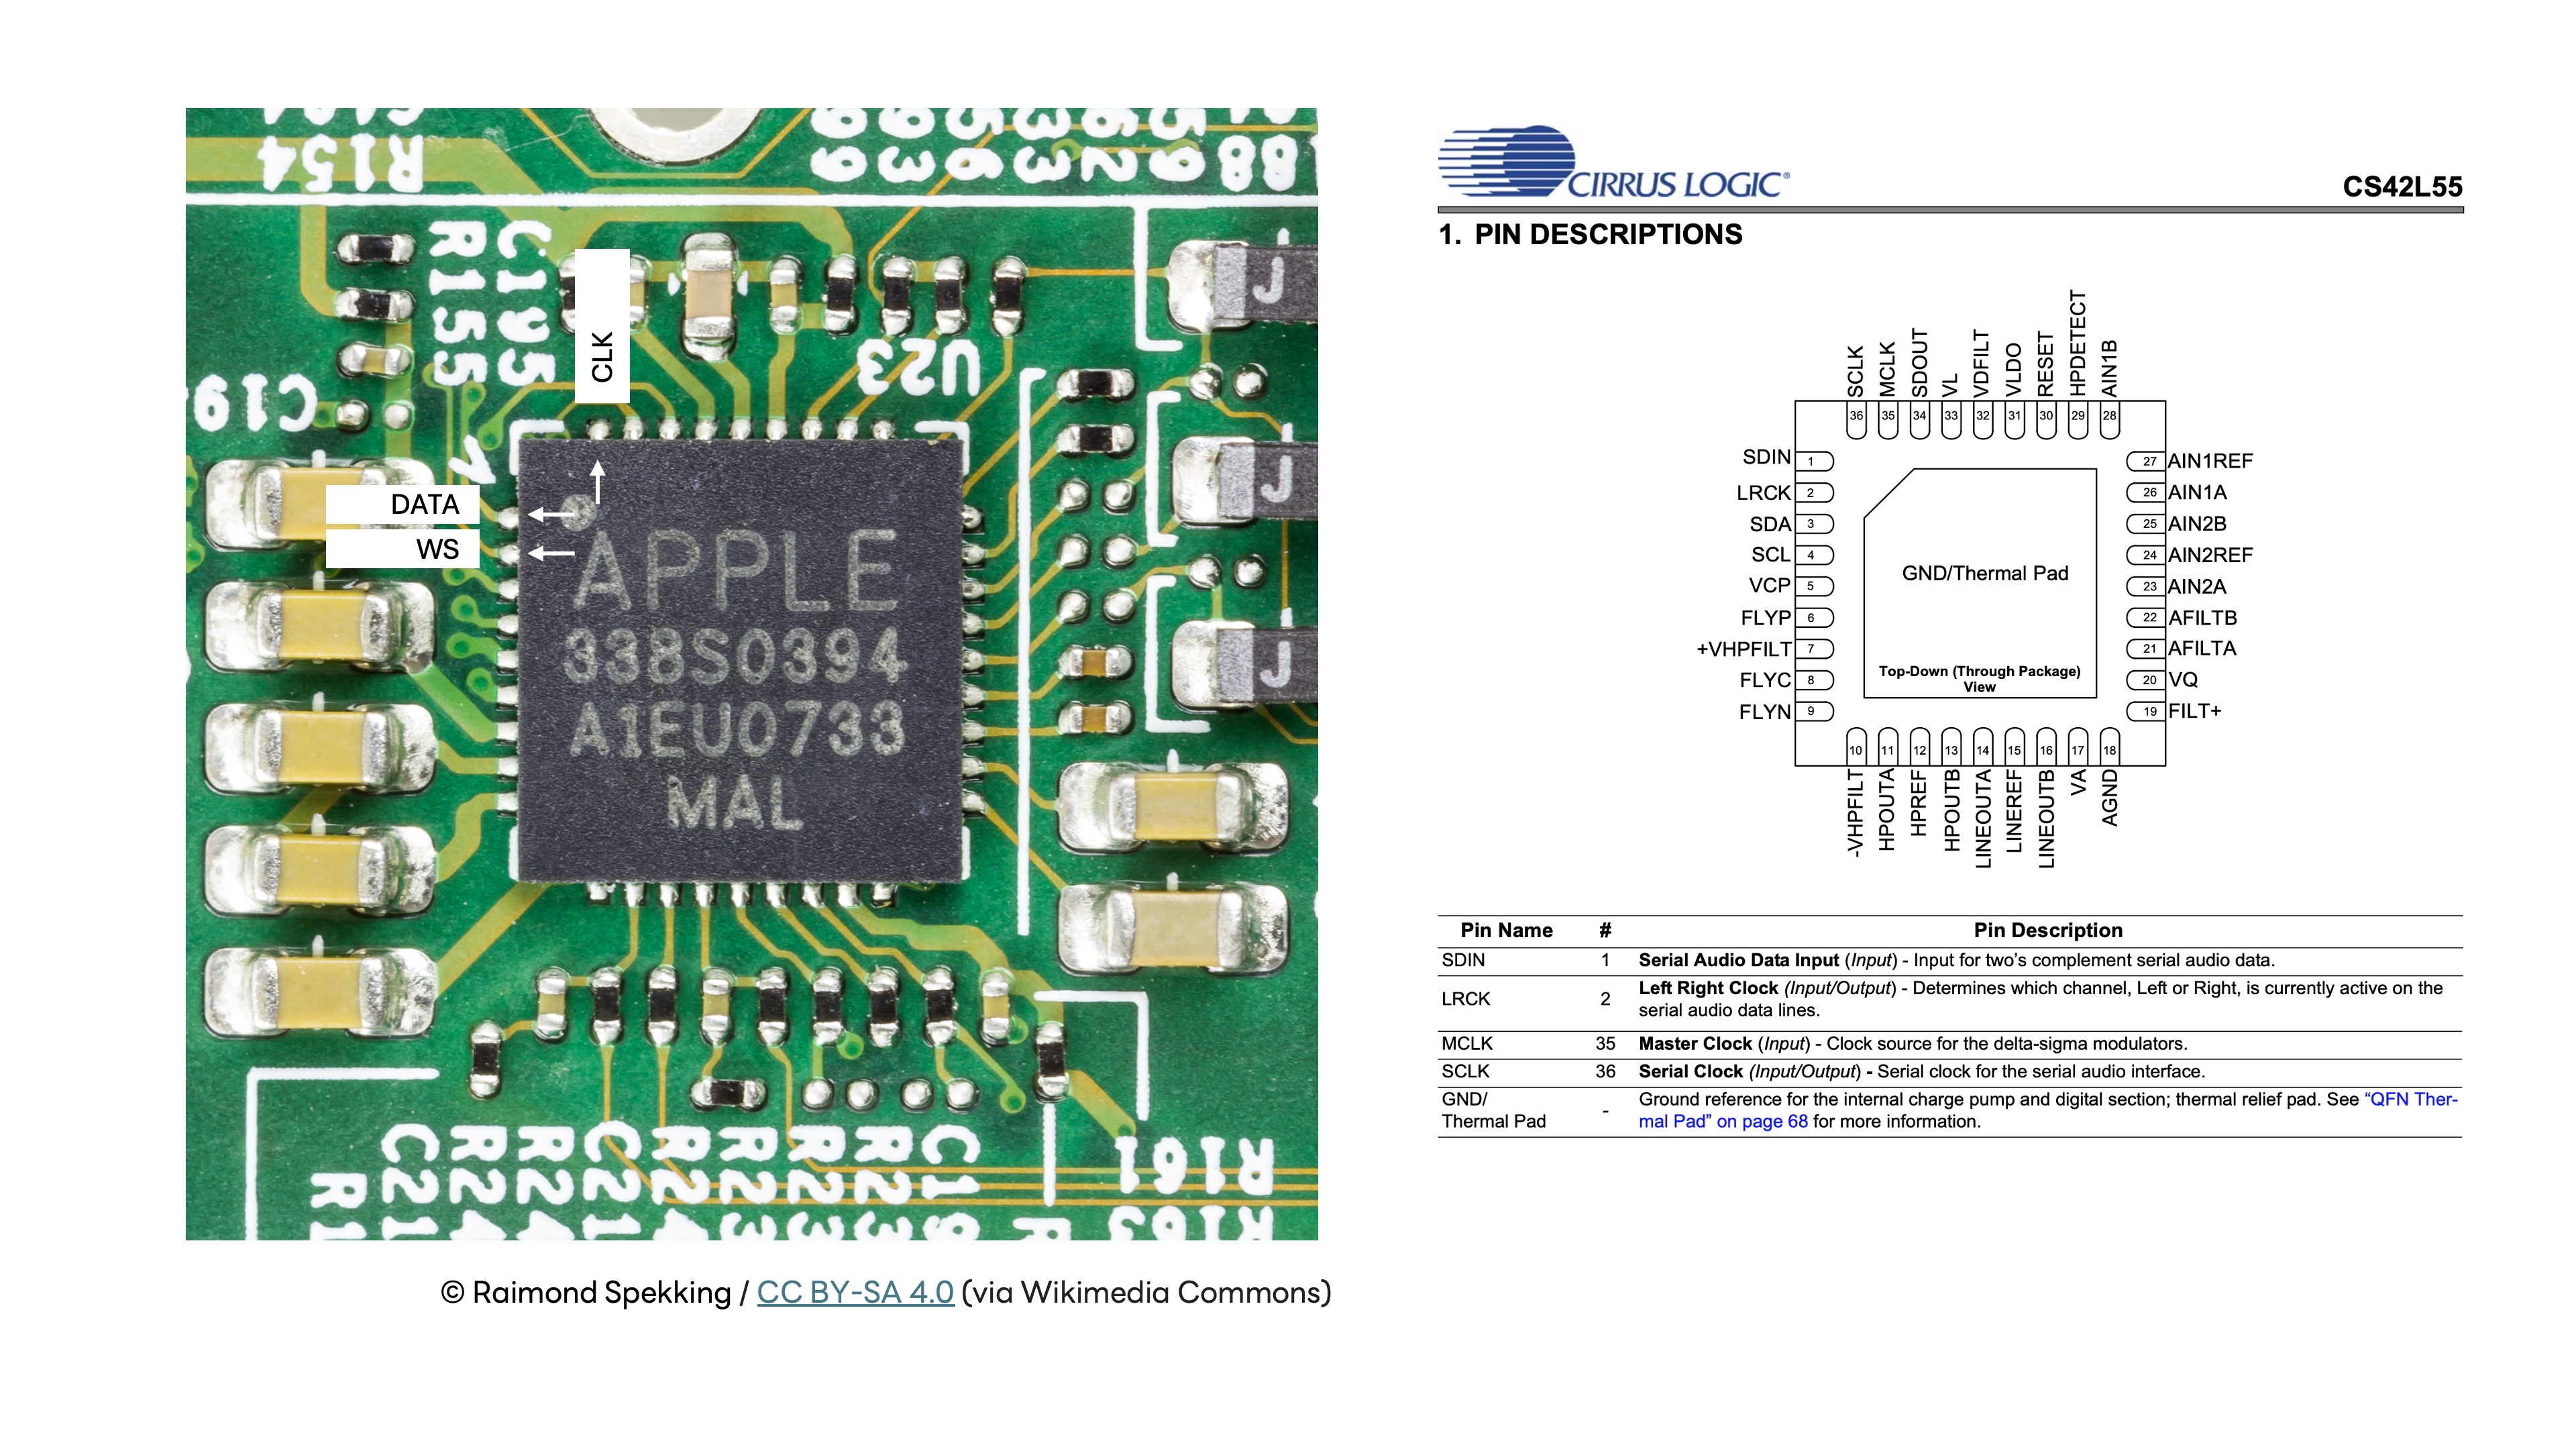 R154
C195
R155
C19
U23
CLK
1
DATA
WS
APPLE
338S0394
A1EU0733
MAL
J
J
J
R161
© Raimond Spekking / CC BY-SA 4.0 (via Wikimedia Commons)
CIRRUS LOGIC®
CS42L55
1. PIN DESCRIPTIONS
SCLK MCLK SDOUT VL VDFILT VLDO RESET HPDETECT AIN1B
36 35 34 33 32 31 30 29 28
SDIN 1
LRCK 2
SDA 3
SCL 4
VCP 5
FLYP 6
+VHPFILT 7
FLYC 8
FLYN 9
GND/Thermal Pad
Top-Down (Through Package)
View
27 AIN1REF
26 AIN1A
25 AIN2B
24 AIN2REF
23 AIN2A
22 AFILTB
21 AFILTA
20 VQ
19 FILT+
10 11 12 13 14 15 16 17 18
-VHPFILT HPOUTA HPREF HPOUTB LINEOUTA LINEREF LINEOUTB VA AGND
Pin Name # Pin Description
SDIN 1 Serial Audio Data Input (Input) - Input for two's complement serial audio data.
LRCK 2 Left Right Clock (Input/Output) - Determines which channel, Left or Right, is currently active on the
serial audio data lines.
MCLK 35 Master Clock (Input) - Clock source for the delta-sigma modulators.
SCLK 36 Serial Clock (Input/Output) - Serial clock for the serial audio interface.
GND/
Thermal Pad
-
Ground reference for the internal charge pump and digital section; thermal relief pad. See “QFN Ther-
mal Pad” on page 68 for more information.